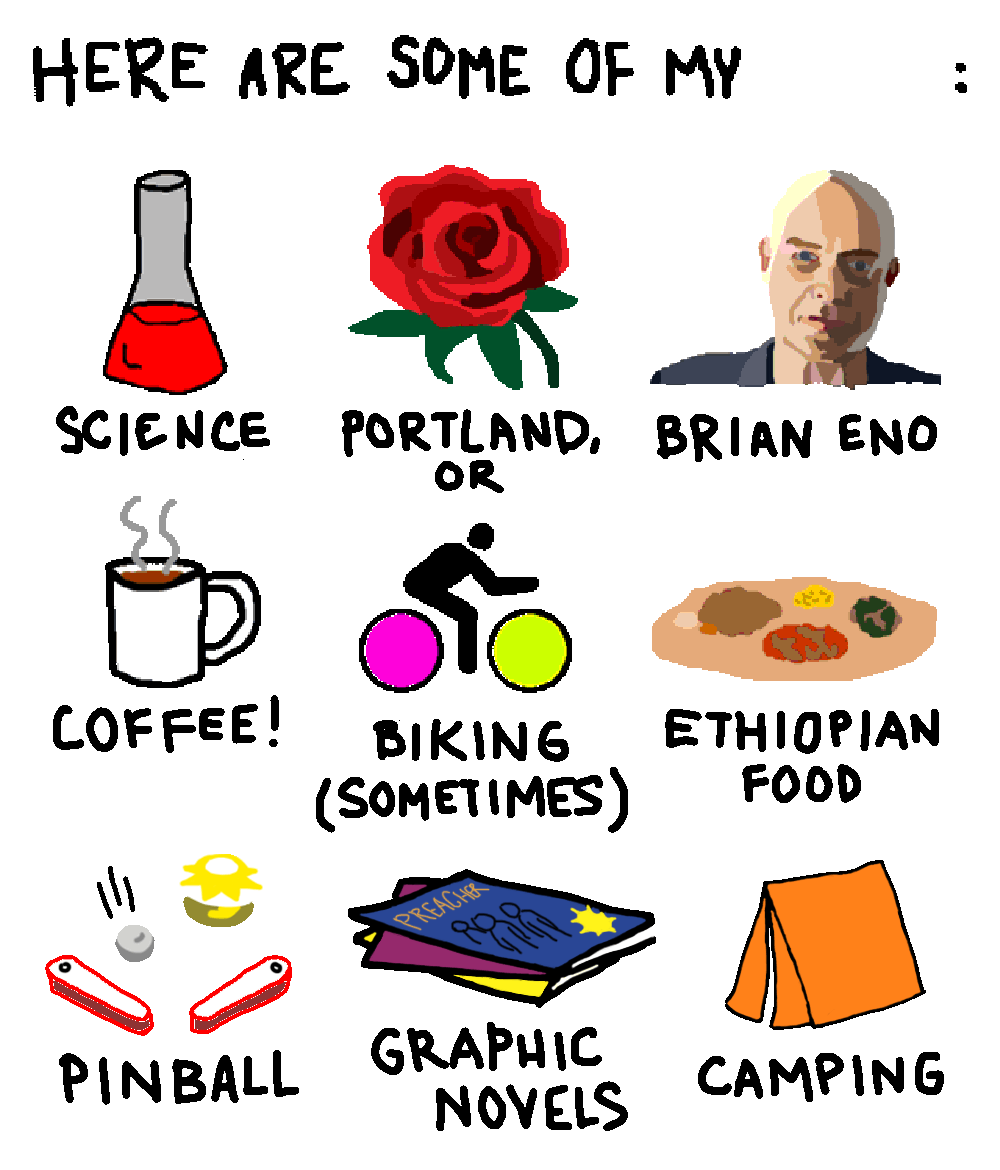 HERE ARE SOME OF MY :
SCIENCE
PORTLAND,
OR
BRIAN ENO
COFFEE!
BIKING
(SOMETIMES)
ETHIOPIAN
FOOD
PINBALL
PREACHER
GRAPHIC
NOVELS
CAMPING